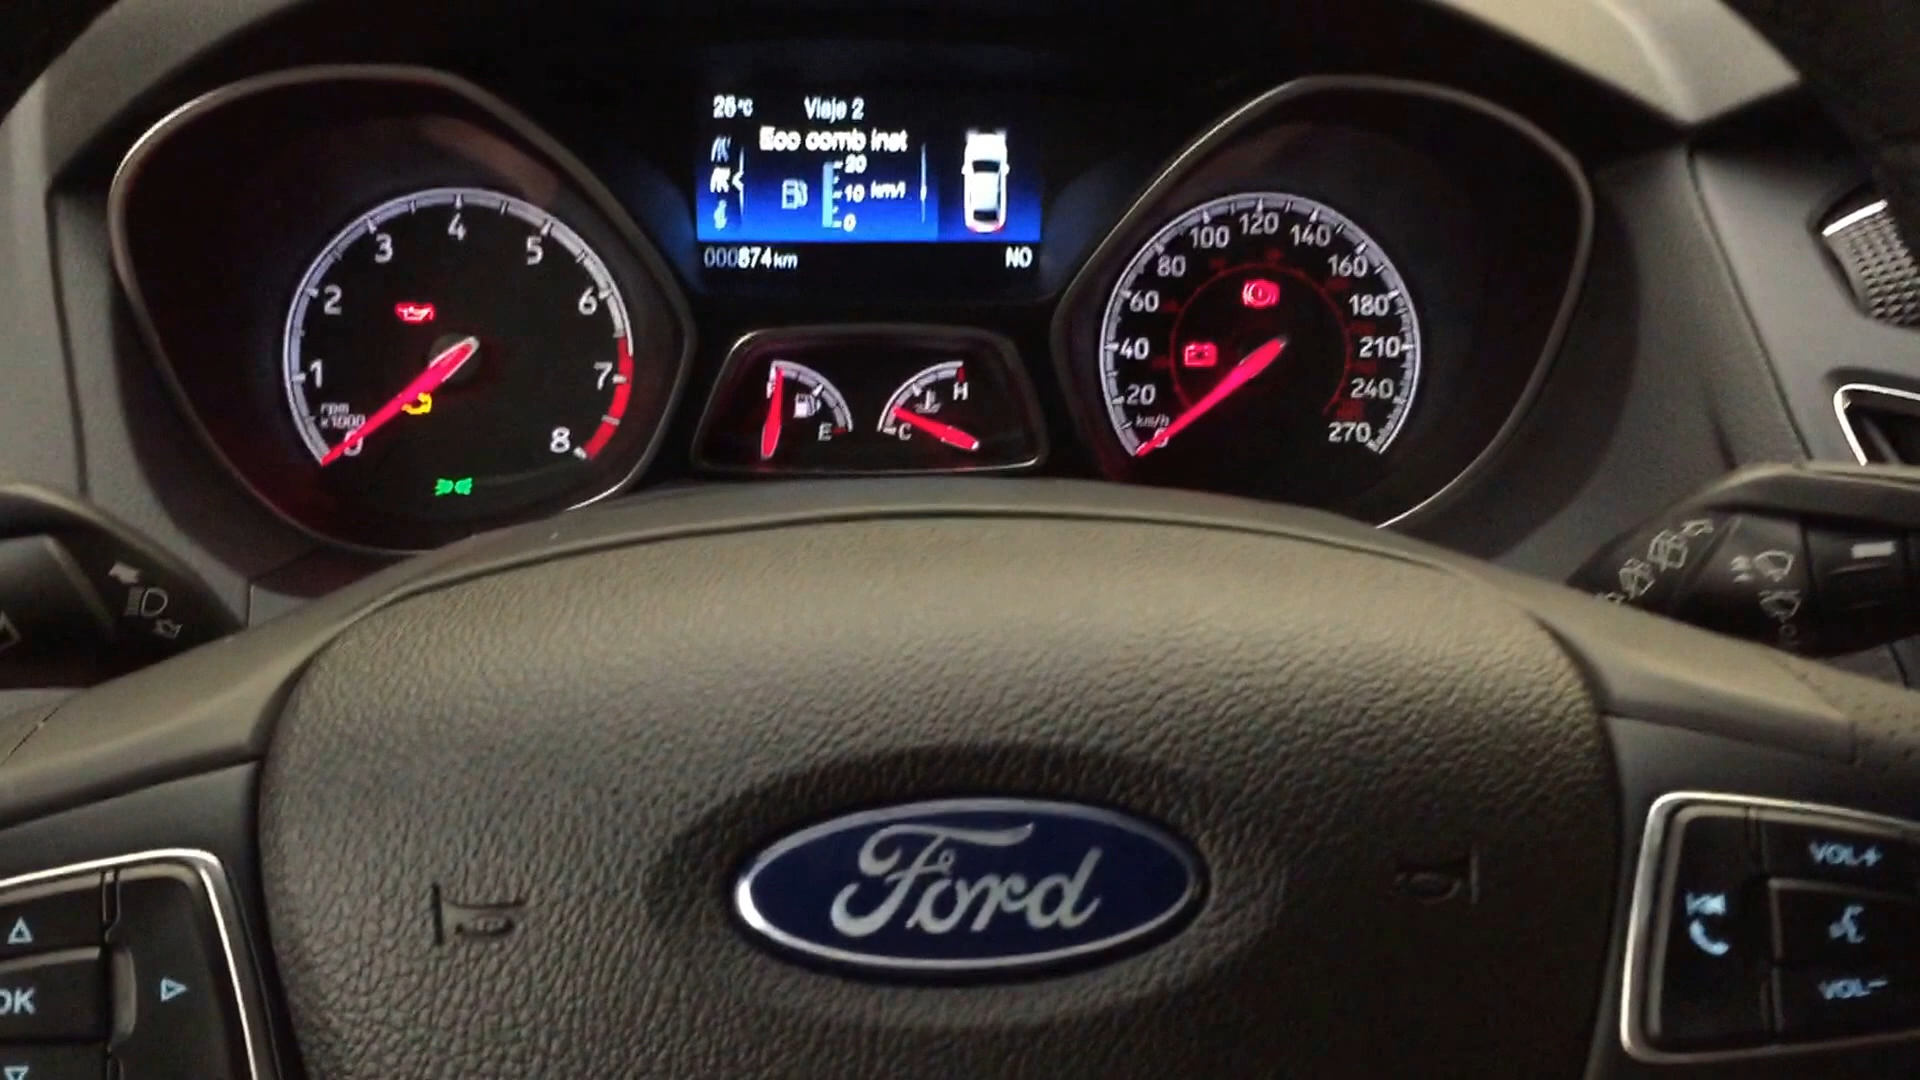 26°C Viaje 2
Eco comb inst
20
10 km/l
0
000874km NO
0 1 2 3 4 5 6 7 8
rpm
x1000
F E
C H
20 40 60 80 100 120 140 160 180 210 240 270
km/h
Ford
OK
VOL+
VOL-